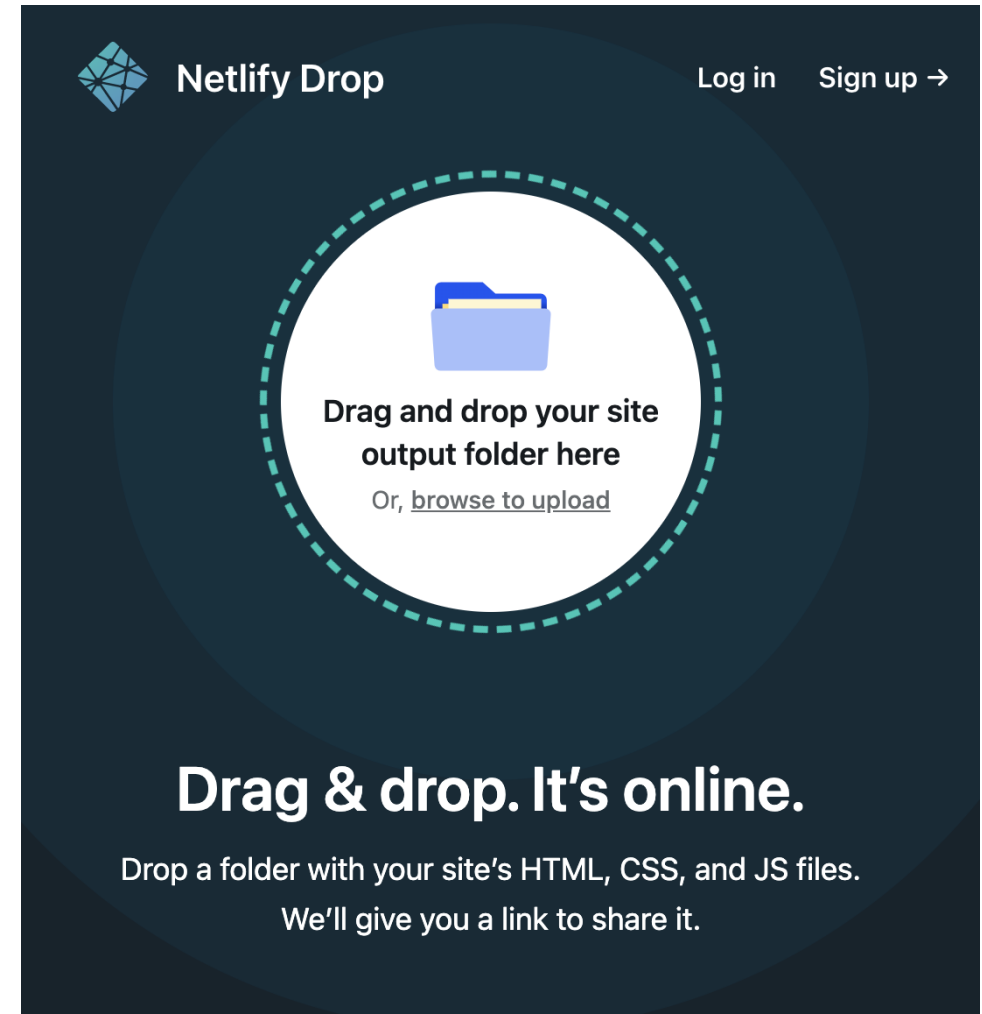 Netlify Drop
Log in
Sign up →
Drag and drop your site
output folder here
Or, browse to upload
Drag & drop. It’s online.
Drop a folder with your site’s HTML, CSS, and JS files.
We’ll give you a link to share it.